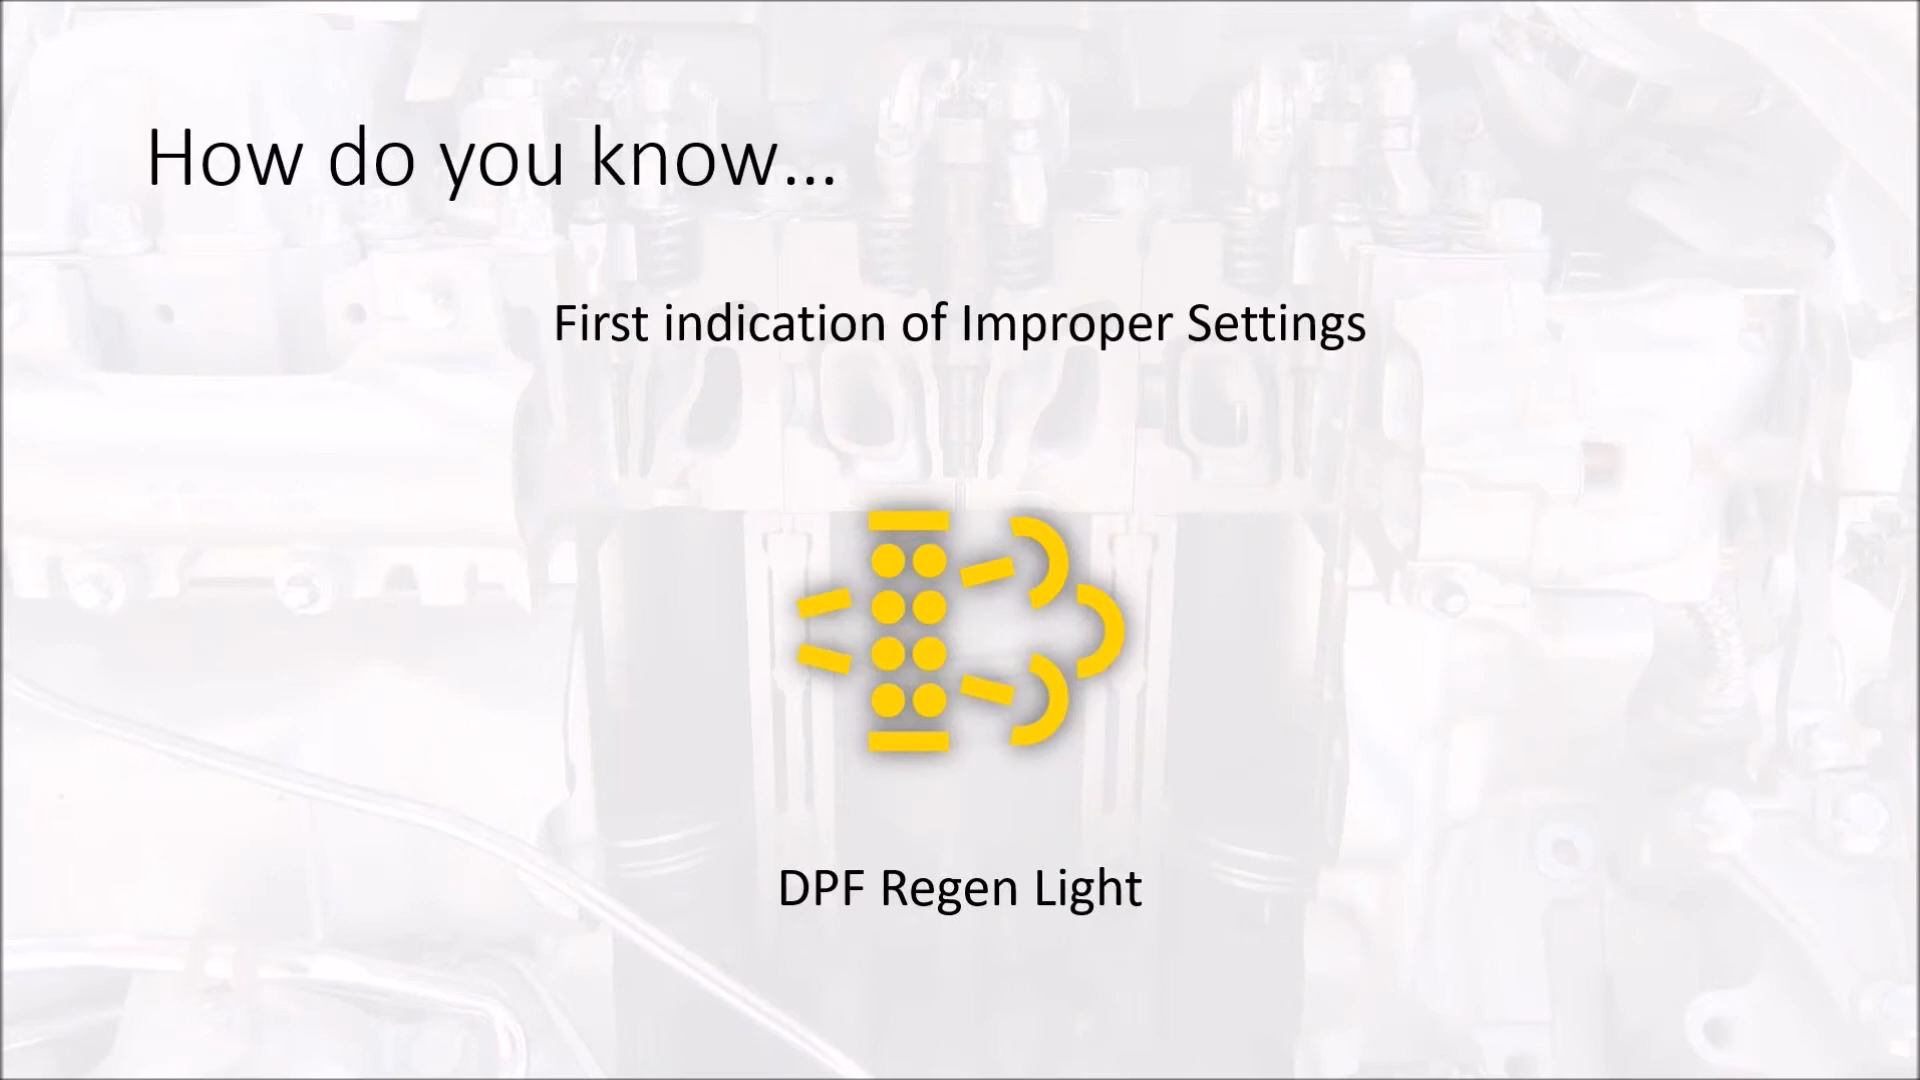 How do you know...
First indication of Improper Settings
DPF Regen Light